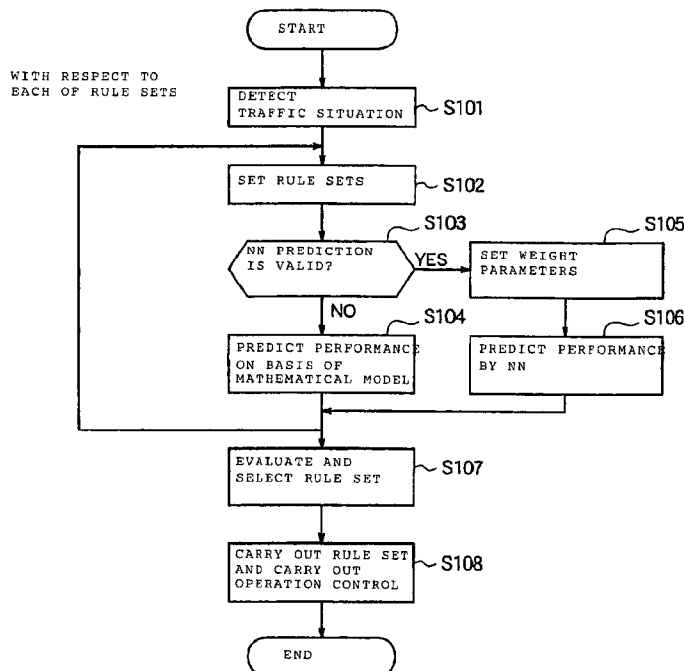 START
WITH RESPECT TO
EACH OF RULE SETS
DETECT
TRAFFIC SITUATION
S101
SET RULE SETS
S102
S103
NN PREDICTION
IS VALID?
YES
S105
SET WEIGHT
PARAMETERS
NO
S104
PREDICT PERFORMANCE
ON BASIS OF
MATHEMATICAL MODEL
S106
PREDICT PERFORMANCE
BY NN
EVALUATE AND
SELECT RULE SET
S107
CARRY OUT RULE SET
AND CARRY OUT
OPERATION CONTROL
S108
END